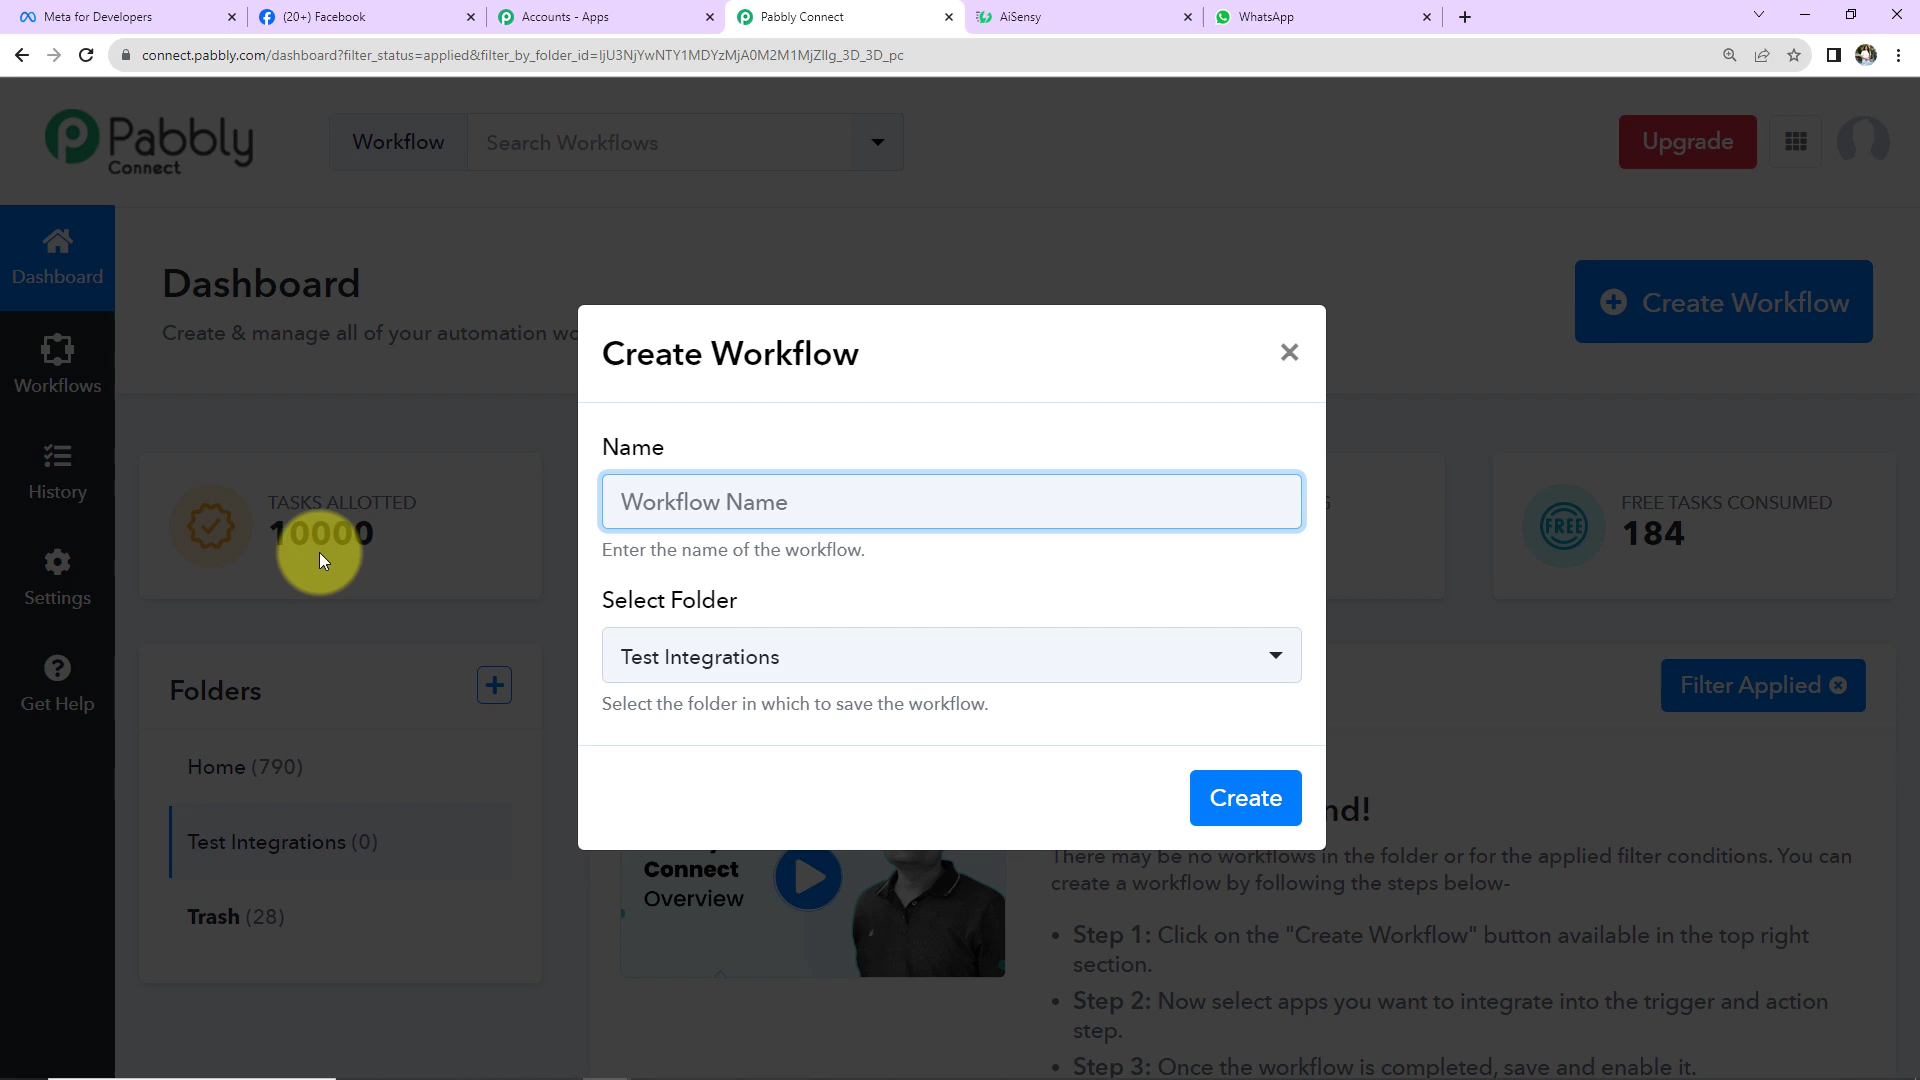 Meta for Developers
(20+) Facebook
Accounts - Apps
Pabbly Connect
AiSensy
WhatsApp
connect.pabbly.com/dashboard?filter_status=applied&filter_by_folder_id=IjU3NjYwNTY1MDYzMjA0M2M1MjZlIg_3D_3D_pc
Pabbly
Connect
Workflow
Search Workflows
Upgrade
Dashboard
Workflows
History
Settings
Get Help
Dashboard
Create & manage all of your automation wo
Create Workflow
TASKS ALLOTTED
10000
FREE TASKS CONSUMED
FREE
184
Folders
Home (790)
Test Integrations (0)
Trash (28)
Create Workflow
Name
Workflow Name
Enter the name of the workflow.
Select Folder
Test Integrations
Select the folder in which to save the workflow.
Create
Filter Applied
nd!
Connect
Overview
There may be no workflows in the folder or for the applied filter conditions. You can
create a workflow by following the steps below-
• Step 1: Click on the "Create Workflow" button available in the top right
section.
• Step 2: Now select apps you want to integrate into the trigger and action
step.
• Step 3: Once the workflow is completed, save and enable it.